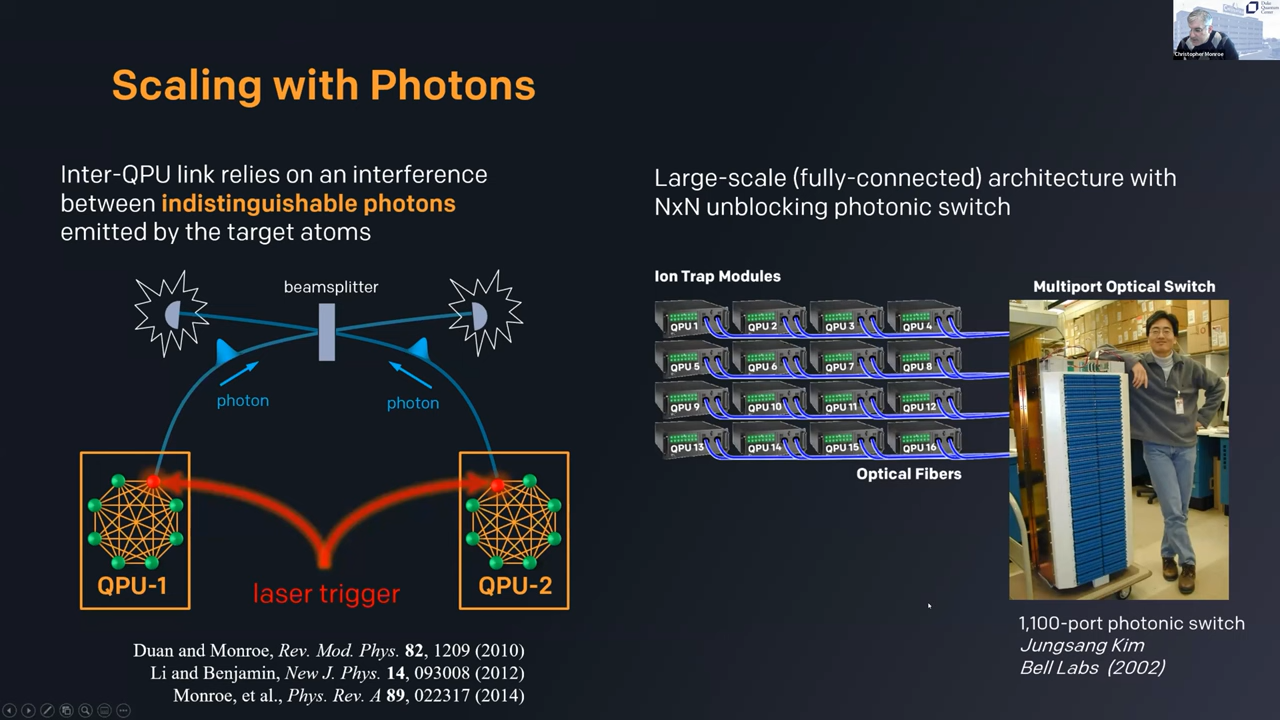 Duke
Quantum
Center
Christopher Monroe
Scaling with Photons
Inter-QPU link relies on an interference
between indistinguishable photons
emitted by the target atoms
beamsplitter
photon
photon
QPU-1
QPU-2
laser trigger
Duan and Monroe, Rev. Mod. Phys. 82, 1209 (2010)
Li and Benjamin, New J. Phys. 14, 093008 (2012)
Monroe, et al., Phys. Rev. A 89, 022317 (2014)
Large-scale (fully-connected) architecture with
NxN unblocking photonic switch
Ion Trap Modules
QPU 1 QPU 2 QPU 3 QPU 4
QPU 5 QPU 6 QPU 7 QPU 8
QPU 9 QPU 10 QPU 11 QPU 12
QPU 13 QPU 14 QPU 15 QPU 16
Optical Fibers
Multiport Optical Switch
1,100-port photonic switch
Jungsang Kim
Bell Labs (2002)